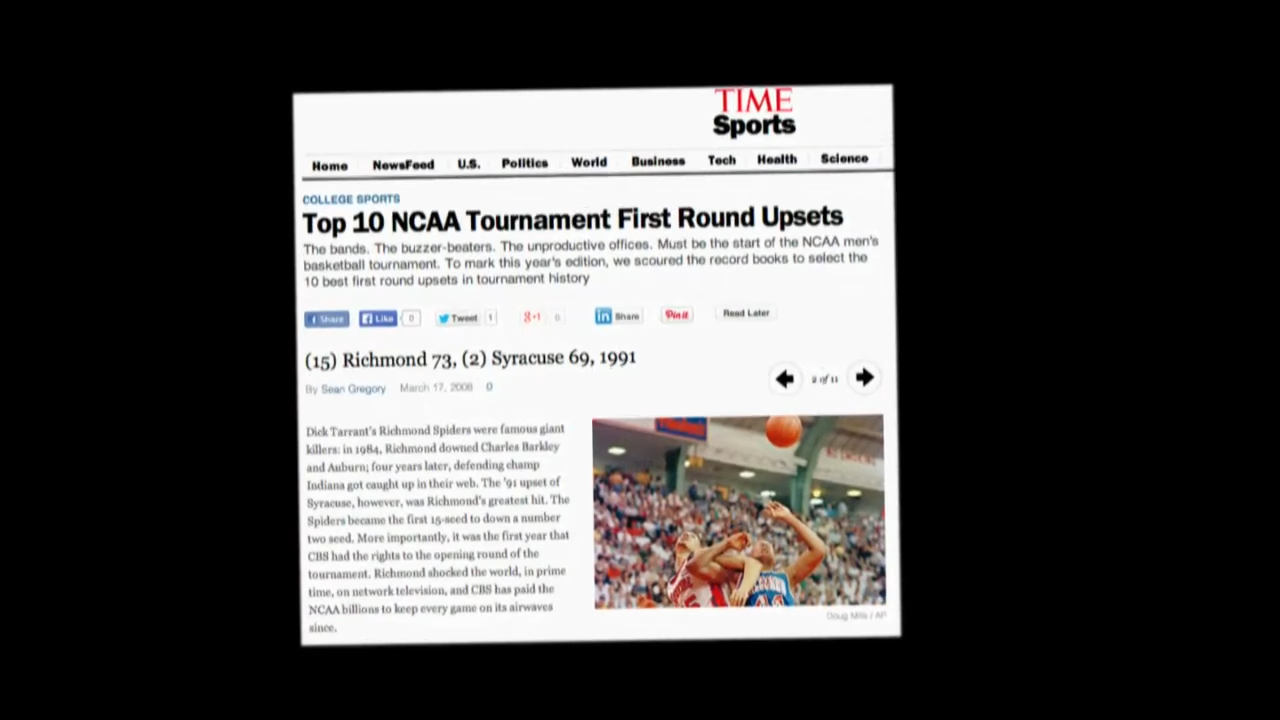 TIME
Sports
Home NewsFeed U.S. Politics World Business Tech Health Science
COLLEGE SPORTS
Top 10 NCAA Tournament First Round Upsets
The bands. The buzzer-beaters. The unproductive offices. Must be the start of the NCAA men's
basketball tournament. To mark this year's edition, we scoured the record books to select the
10 best first round upsets in tournament history
f Share f Like 0 Tweet 1 g+1 0 in Share Pin it Read Later
(15) Richmond 73, (2) Syracuse 69, 1991
By Sean Gregory March 17, 2008 0
2 of 11
Dick Tarrant's Richmond Spiders were famous giant
killers: in 1984, Richmond downed Charles Barkley
and Auburn; four years later, defending champ
Indiana got caught up in their web. The '91 upset of
Syracuse, however, was Richmond's greatest hit. The
Spiders became the first 15-seed to down a number
two seed. More importantly, it was the first year that
CBS had the rights to the opening round of the
tournament. Richmond shocked the world, in prime
time, on network television, and CBS has paid the
NCAA billions to keep every game on its airwaves
since.
NO SMOKING
Doug Mills / AP